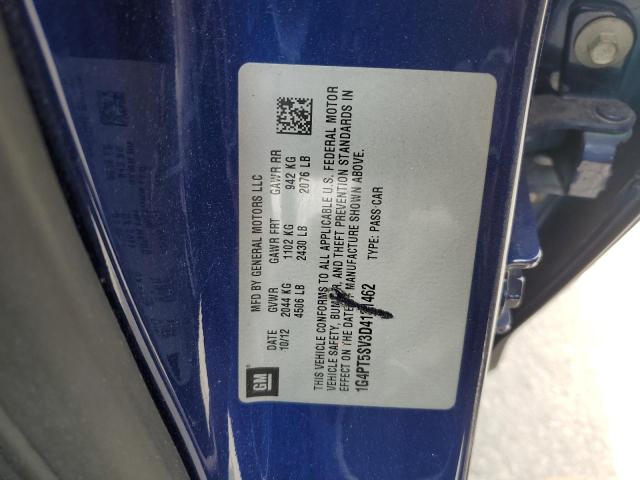 MFD BY GENERAL MOTORS LLC
DATE GVWR GAWR FRT GAWR RR
10/12 2044 KG 1102 KG 942 KG
4506 LB 2430 LB 2076 LB
THIS VEHICLE CONFORMS TO ALL APPLICABLE U.S. FEDERAL MOTOR
VEHICLE SAFETY, BUMPER, AND THEFT PREVENTION STANDARDS IN
EFFECT ON THE DATE OF MANUFACTURE SHOWN ABOVE.
1G4PT5SV3D4131462 TYPE: PASS CAR
GM